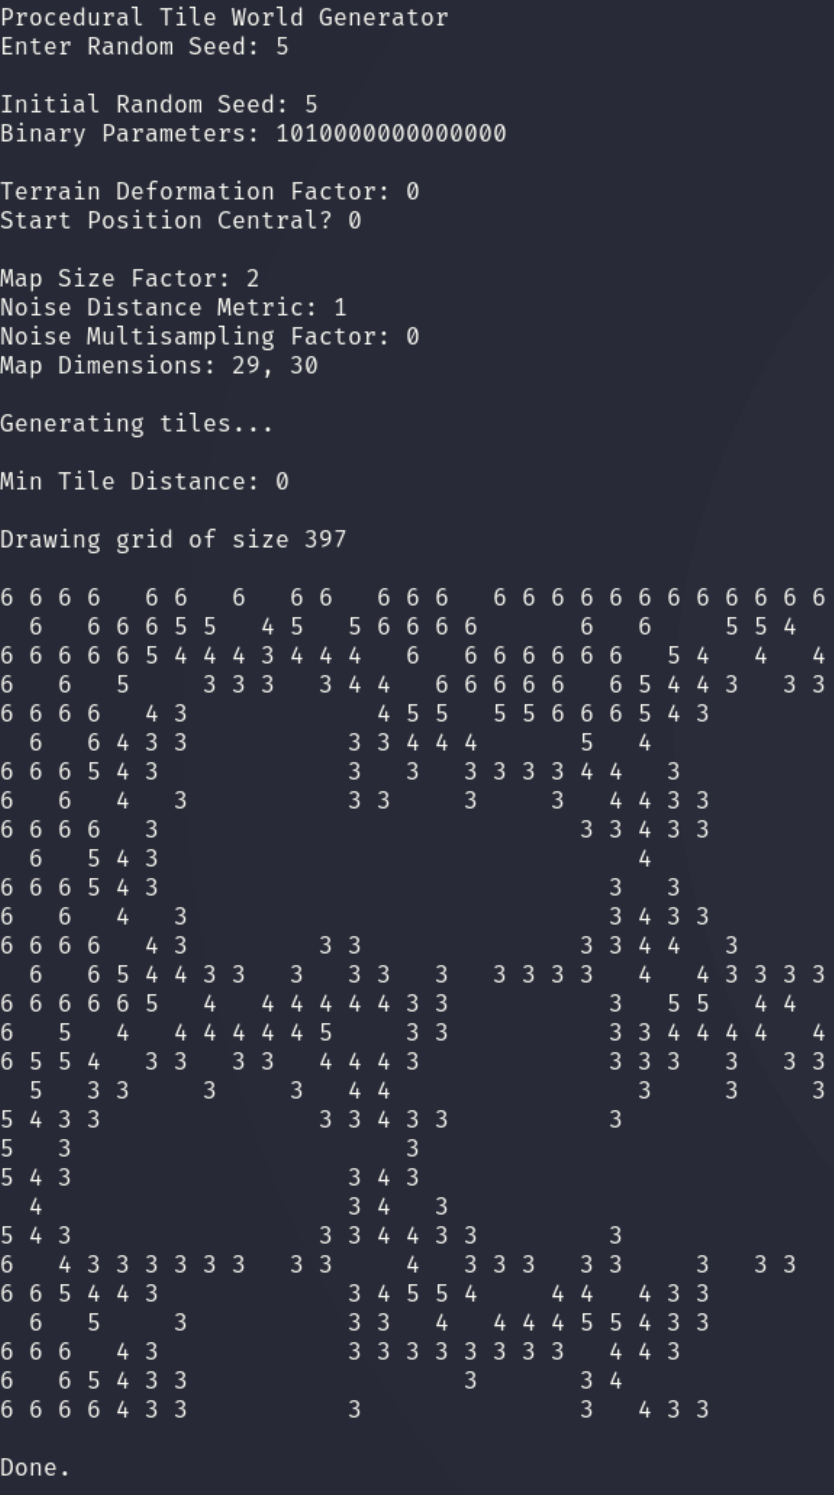 Procedural Tile World Generator
Enter Random Seed: 5
Initial Random Seed: 5
Binary Parameters: 1010000000000000
Terrain Deformation Factor: 0
Start Position Central? 0
Map Size Factor: 2
Noise Distance Metric: 1
Noise Multisampling Factor: 0
Map Dimensions: 29, 30
Generating tiles...
Min Tile Distance: 0
Drawing grid of size 397
6 6 6 6   6 6   6   6 6   6 6 6   6 6 6 6 6 6 6 6 6 6 6 6
  6   6 6 6 5 5   4 5   5 6 6 6 6       6   6     5 5 4
6 6 6 6 6 5 4 4 4 3 4 4 4   6   6 6 6 6 6 6   5 4   4   4
6   6   5     3 3 3   3 4 4   6 6 6 6 6   6 5 4 4 3   3 3
6 6 6 6   4 3             4 5 5   5 5 6 6 6 5 4 3
  6   6 4 3 3           3 3 4 4 4       5   4
6 6 6 5 4 3             3   3   3 3 3 3 4 4   3
6   6   4   3           3 3     3     3   4 4 3 3
6 6 6 6   3                             3 3 4 3 3
  6   5 4 3                                 4
6 6 6 5 4 3                               3   3
6   6   4   3                             3 4 3 3
6 6 6 6   4 3         3 3               3 3 4 4   3
  6   6 5 4 4 3 3   3   3 3   3   3 3 3 3   4   4 3 3 3 3
6 6 6 6 6 5   4   4 4 4 4 4 3 3           3   5 5   4 4
6   5   4   4 4 4 4 4 5     3 3           3 3 4 4 4 4   4
6 5 5 4   3 3   3 3   4 4 4 3             3 3 3   3   3 3
  5   3 3     3     3   4 4                 3     3     3
5 4 3 3               3 3 4 3 3           3
5   3                       3
5 4 3                   3 4 3
  4                     3 4   3
5 4 3                 3 3 4 4 3 3         3
6   4 3 3 3 3 3 3   3 3     4   3 3 3   3 3     3   3 3
6 6 5 4 4 3             3 4 5 5 4     4 4   4 3 3
  6   5     3           3 3   4   4 4 4 5 5 4 3 3
6 6 6   4 3             3 3 3 3 3 3 3 3   4 4 3
6   6 5 4 3 3                   3       3 4
6 6 6 6 4 3 3           3               3   4 3 3
Done.